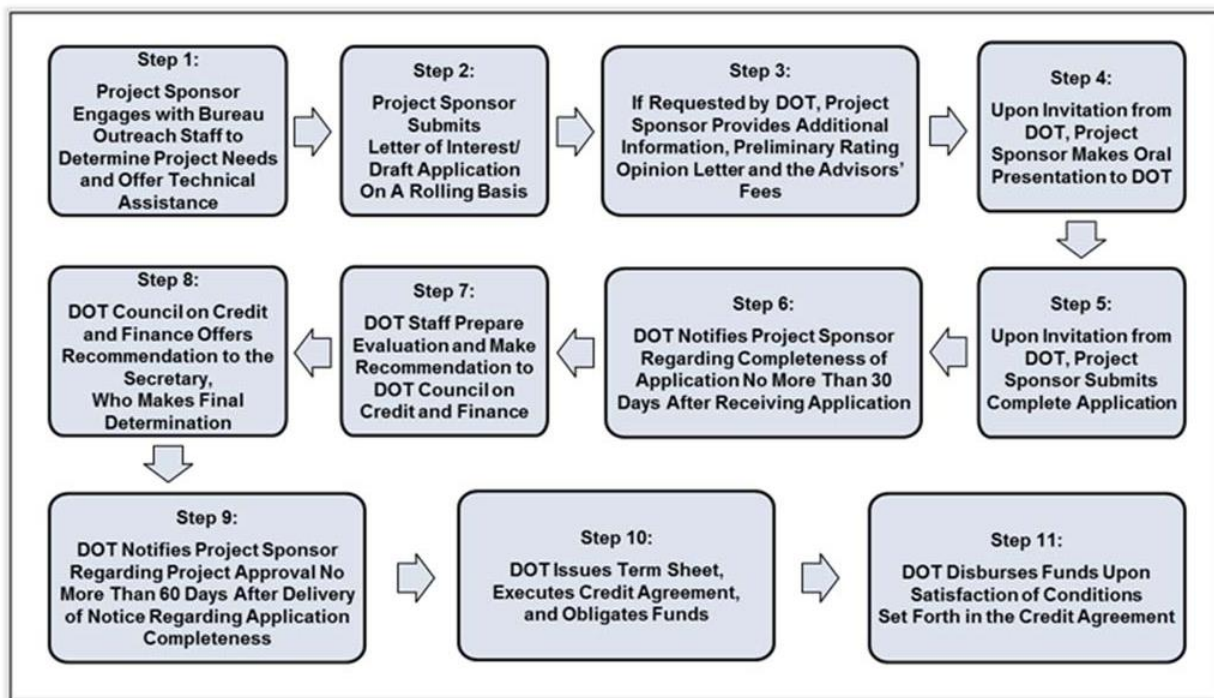 Step 1:
Project Sponsor
Engages with Bureau
Outreach Staff to
Determine Project Needs
and Offer Technical
Assistance
Step 2:
Project Sponsor
Submits
Letter of Interest/
Draft Application
On A Rolling Basis
Step 3:
If Requested by DOT, Project
Sponsor Provides Additional
Information, Preliminary Rating
Opinion Letter and the Advisors'
Fees
Step 4:
Upon Invitation from
DOT, Project
Sponsor Makes Oral
Presentation to DOT
Step 5:
Upon Invitation from
DOT, Project
Sponsor Submits
Complete Application
Step 6:
DOT Notifies Project Sponsor
Regarding Completeness of
Application No More Than 30
Days After Receiving Application
Step 7:
DOT Staff Prepare
Evaluation and Make
Recommendation to
DOT Council on
Credit and Finance
Step 8:
DOT Council on Credit
and Finance Offers
Recommendation to the
Secretary,
Who Makes Final
Determination
Step 9:
DOT Notifies Project Sponsor
Regarding Project Approval No
More Than 60 Days After Delivery
of Notice Regarding Application
Completeness
Step 10:
DOT Issues Term Sheet,
Executes Credit Agreement,
and Obligates Funds
Step 11:
DOT Disburses Funds Upon
Satisfaction of Conditions
Set Forth in the Credit Agreement